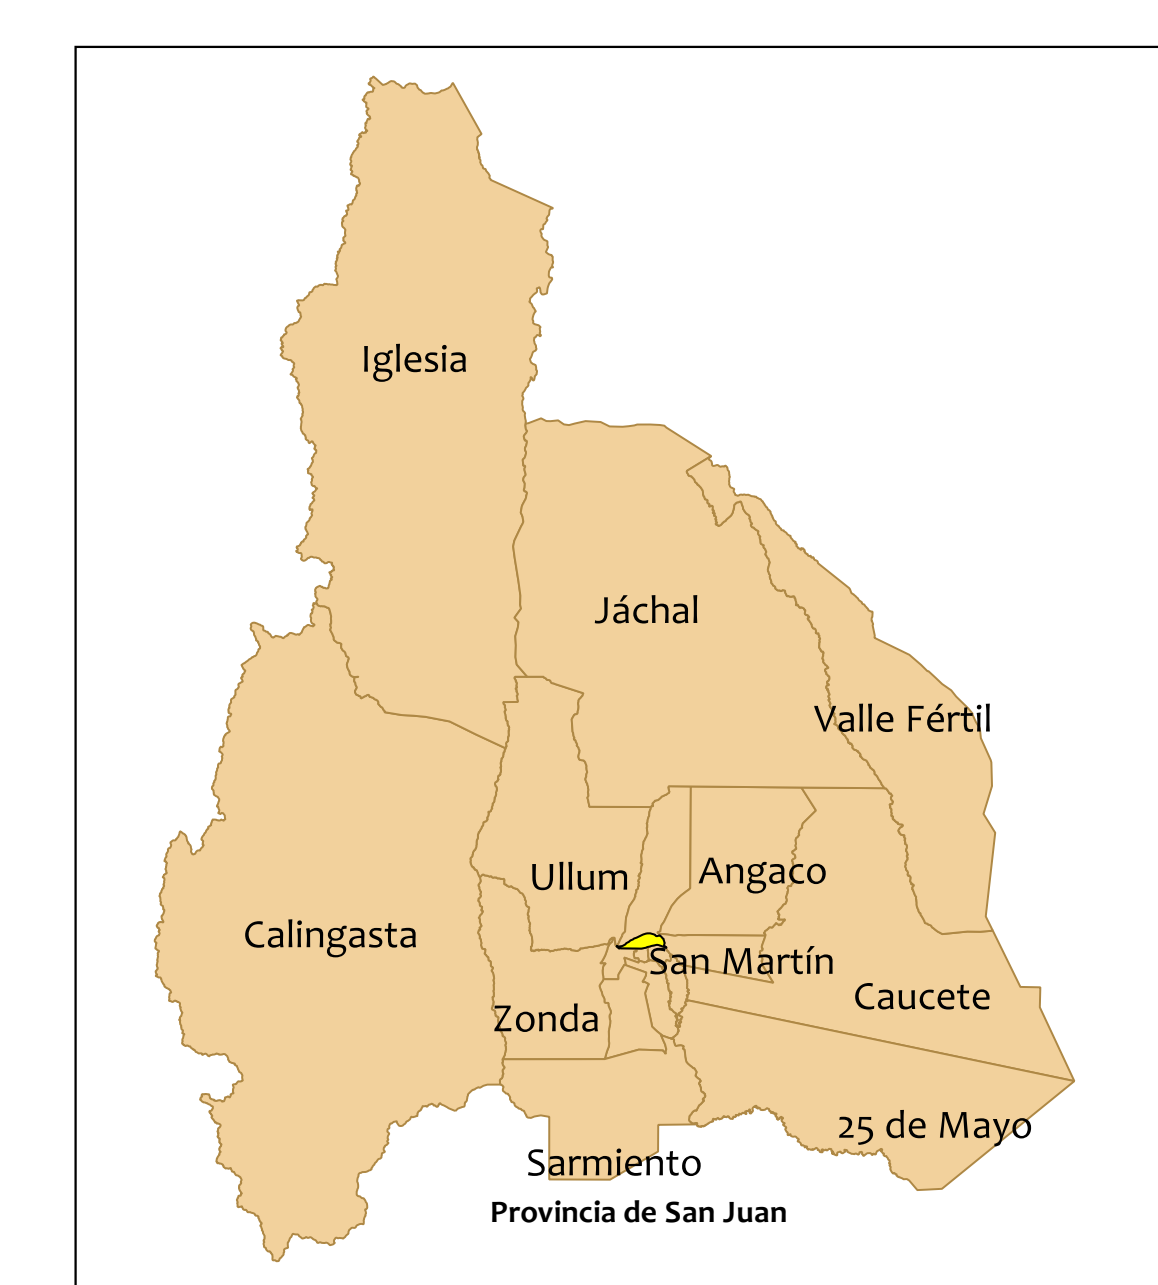 Iglesia
Jáchal
Valle Fértil
Ullum
Angaco
Calingasta
San Martín
Caucete
Zonda
25 de Mayo
Sarmiento
Provincia de San Juan